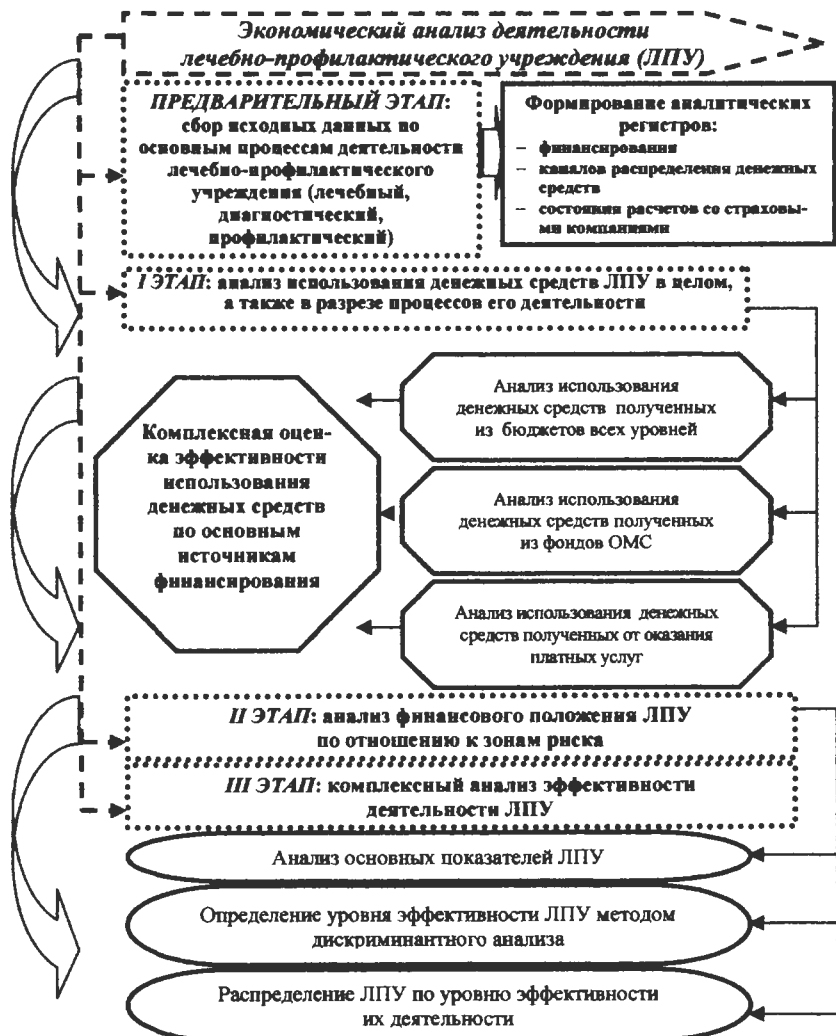 Экономический анализ деятельности
лечебно-профилактического учреждения (ЛПУ)
ПРЕДВАРИТЕЛЬНЫЙ ЭТАП:
сбор исходных данных по
основным процессам деятельности
лечебно-профилактического
учреждения (лечебный,
диагностический,
профилактический)
Формирование аналитических
регистров:
– финансирования
– каналов распределения денежных
средств
– состояния расчетов со страховы-
ми компаниями
I ЭТАП: анализ использования денежных средств ЛПУ в целом,
а также в разрезе процессов его деятельности
Комплексная оцен-
ка эффективности
использования
денежных средств
по основным
источникам
финансирования
Анализ использования
денежных средств полученных
из бюджетов всех уровней
Анализ использования
денежных средств полученных
из фондов ОМС
Анализ использования денежных
средств полученных от оказания
платных услуг
II ЭТАП: анализ финансового положения ЛПУ
по отношению к зонам риска
III ЭТАП: комплексный анализ эффективности
деятельности ЛПУ
Анализ основных показателей ЛПУ
Определение уровня эффективности ЛПУ методом
дискриминантного анализа
Распределение ЛПУ по уровню эффективности
их деятельности